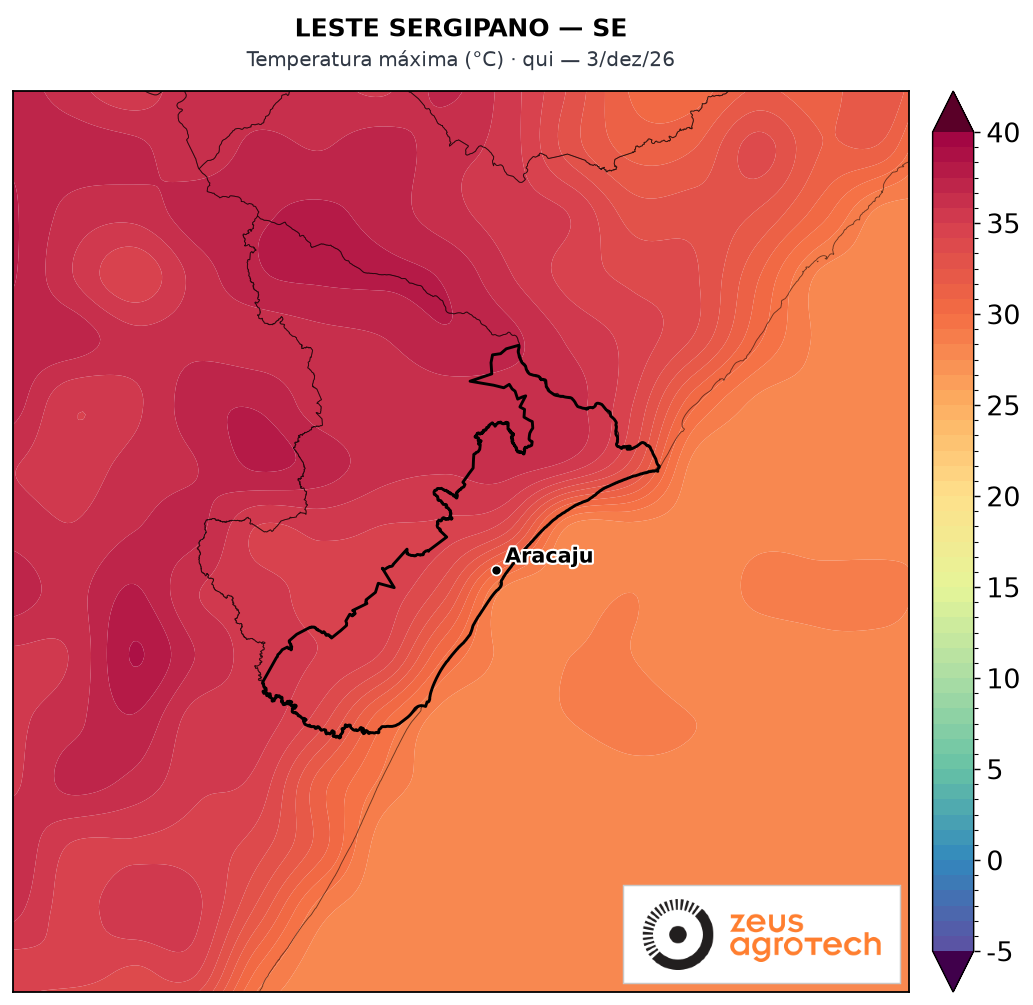 LESTE SERGIPANO — SE
Temperatura máxima (°C) · qui — 3/dez/26
40
35
30
25
20
15
10
5
0
-5
Aracaju
zeus
agrotech